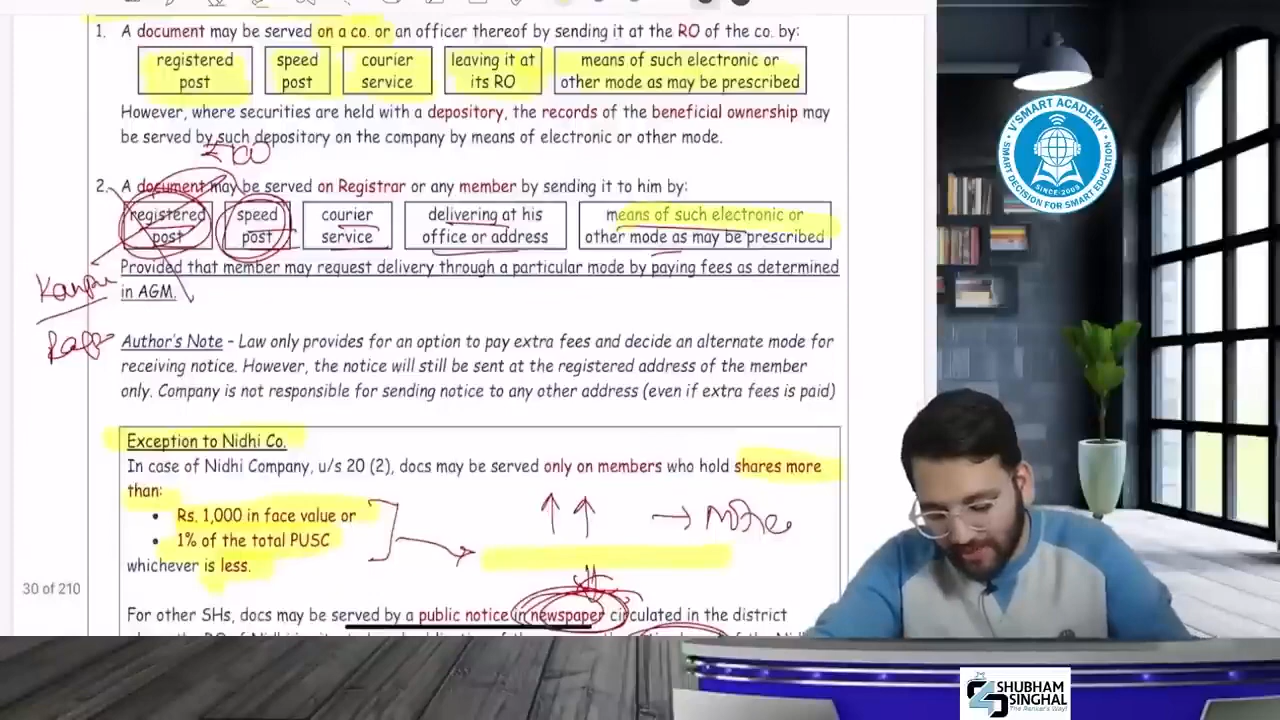 1. A document may be served on a co. or an officer thereof by sending it at the RO of the co. by:
registered post
speed post
courier service
leaving it at its RO
means of such electronic or other mode as may be prescribed
However, where securities are held with a depository, the records of the beneficial ownership may
be served by such depository on the company by means of electronic or other mode.
2. A document may be served on Registrar or any member by sending it to him by:
registered post
speed post
courier service
delivering at his office or address
means of such electronic or other mode as may be prescribed
Provided that member may request delivery through a particular mode by paying fees as determined
in AGM.
Author's Note - Law only provides for an option to pay extra fees and decide an alternate mode for
receiving notice. However, the notice will still be sent at the registered address of the member
only. Company is not responsible for sending notice to any other address (even if extra fees is paid)
Exception to Nidhi Co.
In case of Nidhi Company, u/s 20 (2), docs may be served only on members who hold shares more
than:
• Rs. 1,000 in face value or
• 1% of the total PUSC
whichever is less.
For other SHs, docs may be served by a public notice in newspaper circulated in the district
30 of 210
V'SMART ACADEMY
SMART DECISION FOR SMART EDUCATION
SINCE-2009
SHUBHAM
SINGHAL
The Ranker's Way!